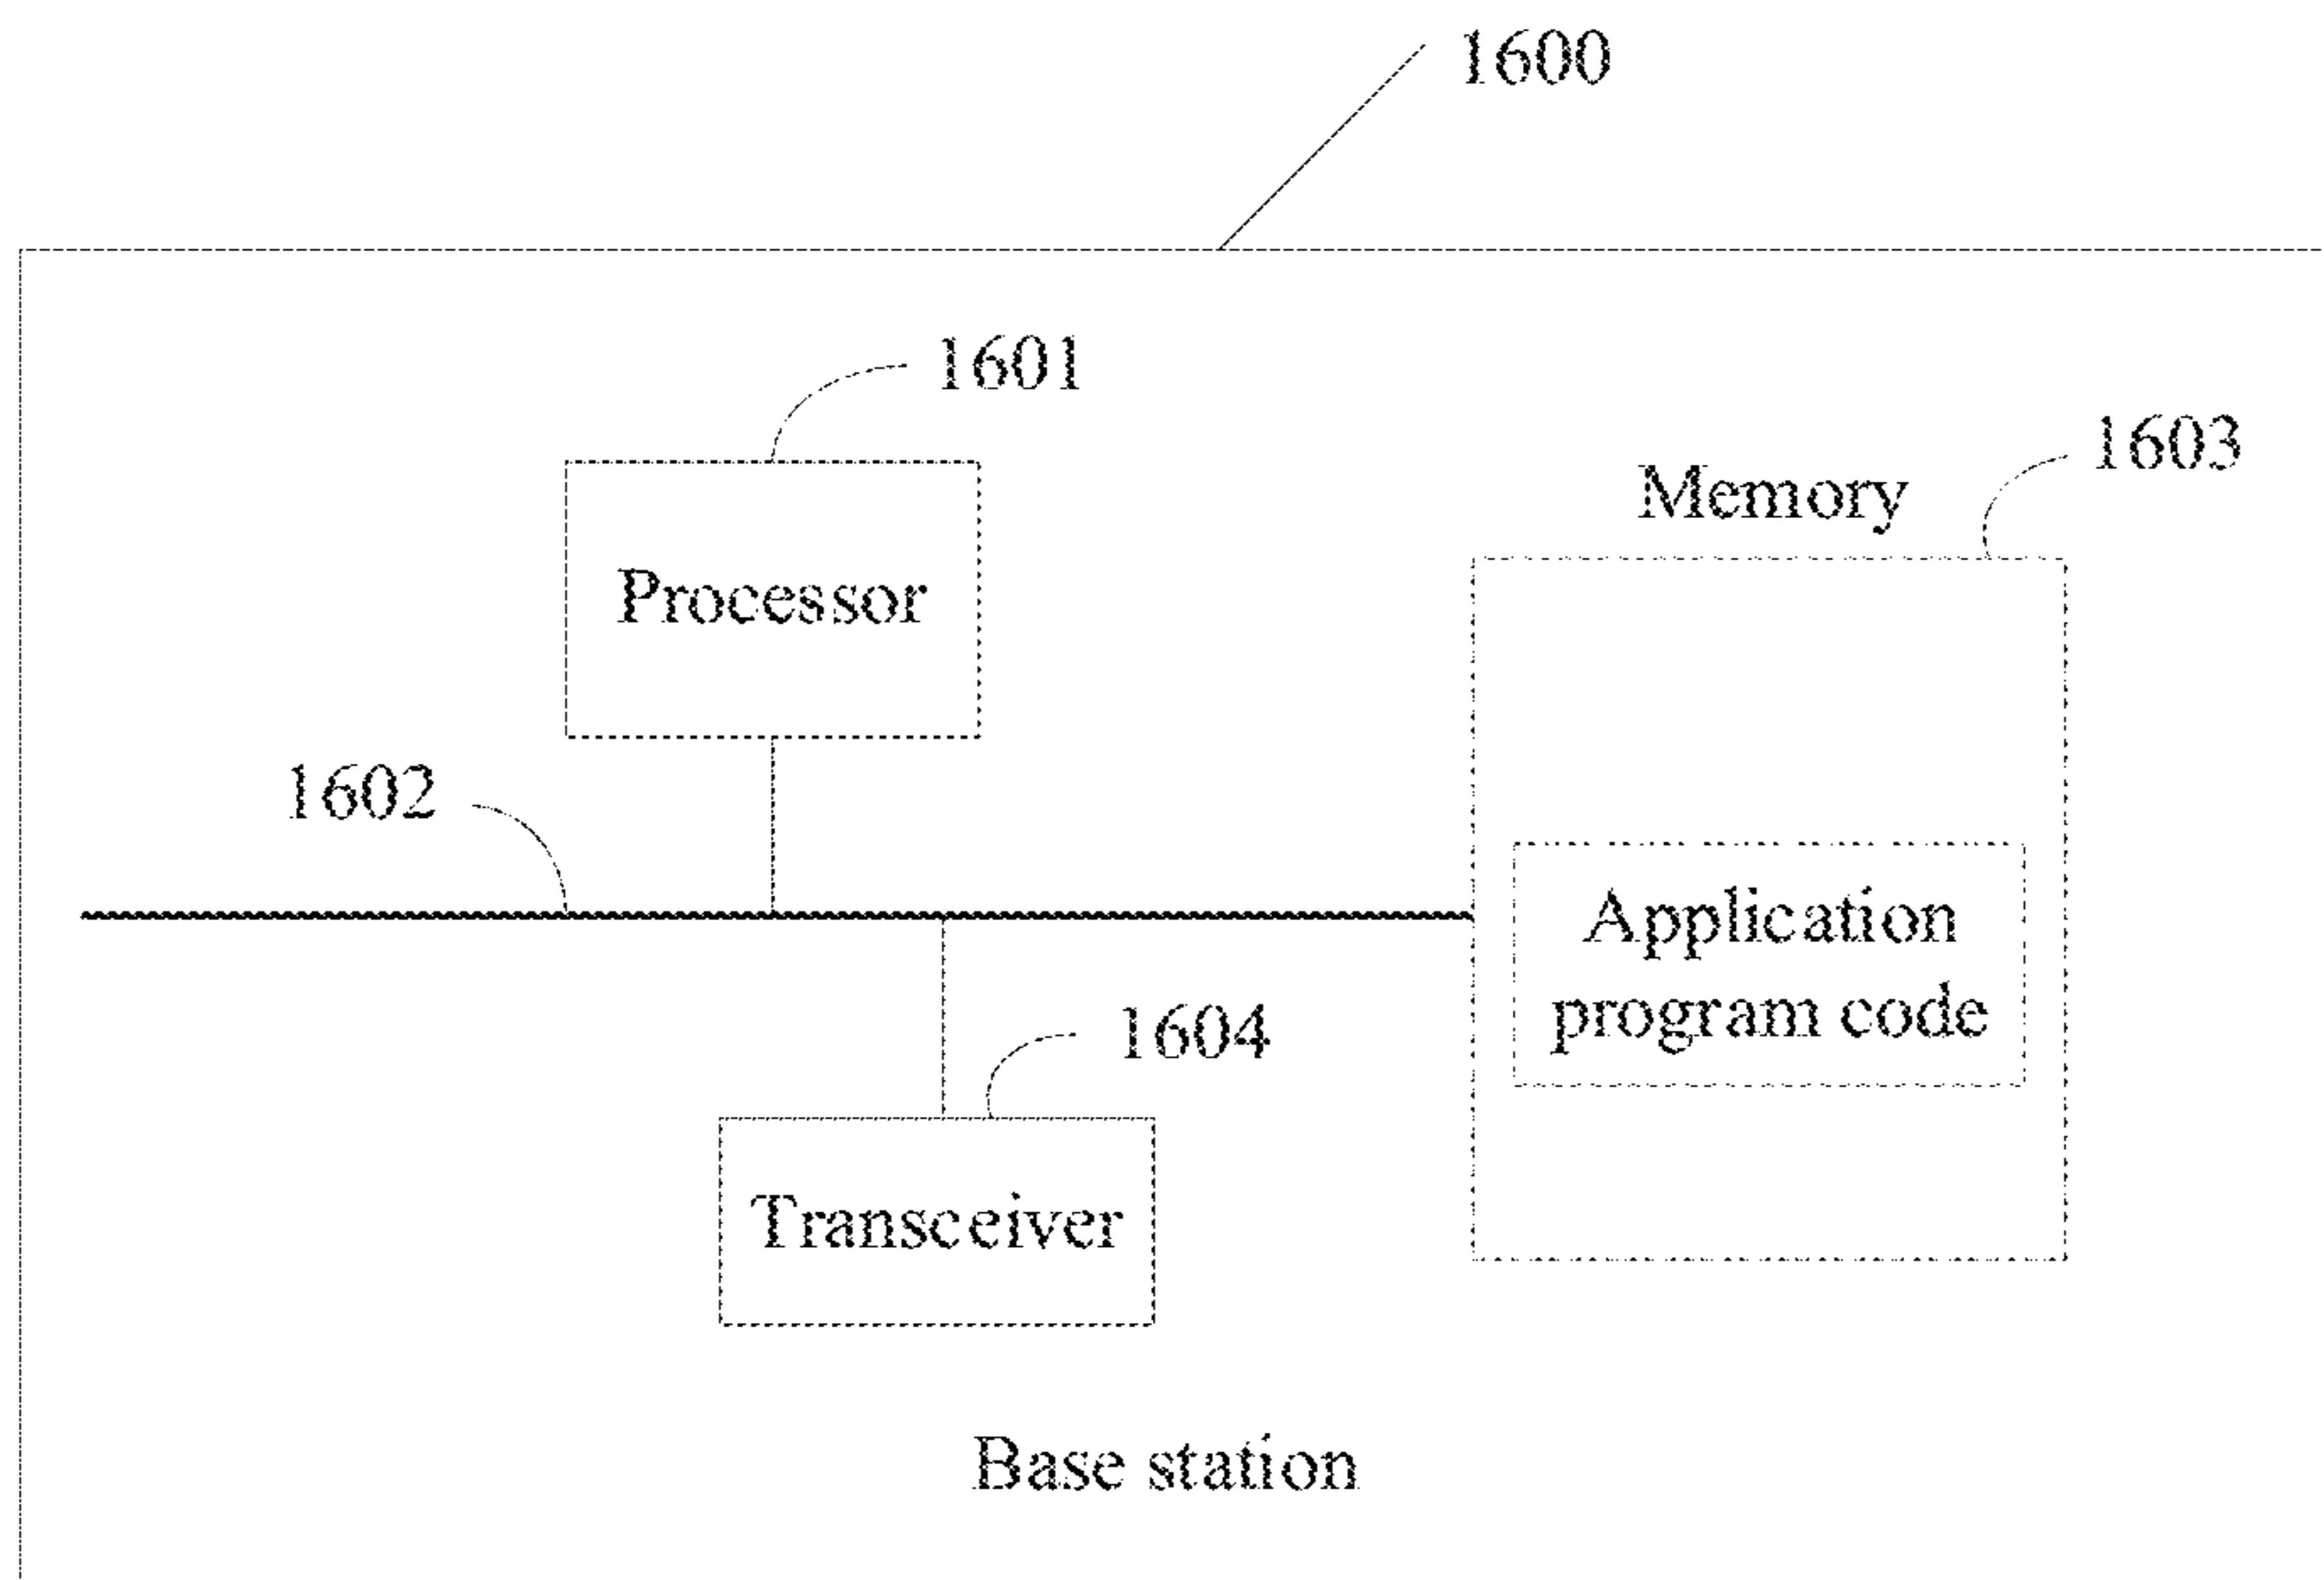 1600
1601
1603
Memory
Processor
1602
Application
program code
1604
Transceiver
Base station